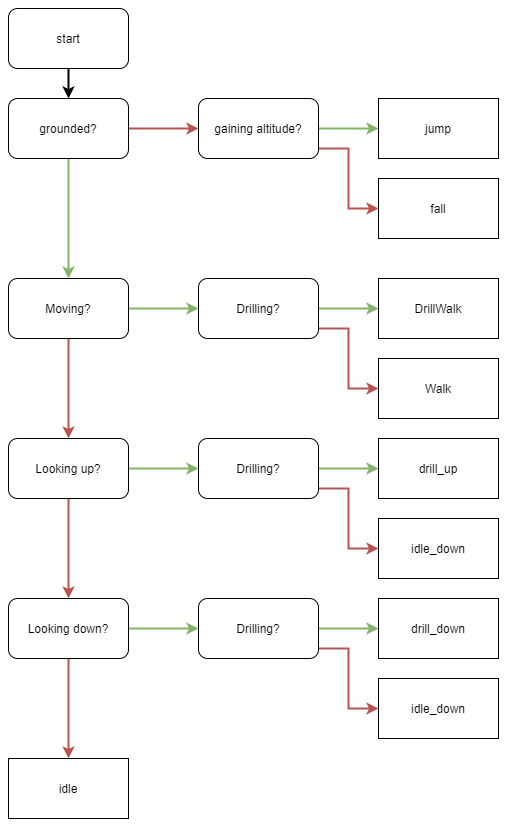 start
grounded?
gaining altitude?
jump
fall
Moving?
Drilling?
DrillWalk
Walk
Looking up?
Drilling?
drill_up
idle_down
Looking down?
Drilling?
drill_down
idle_down
idle